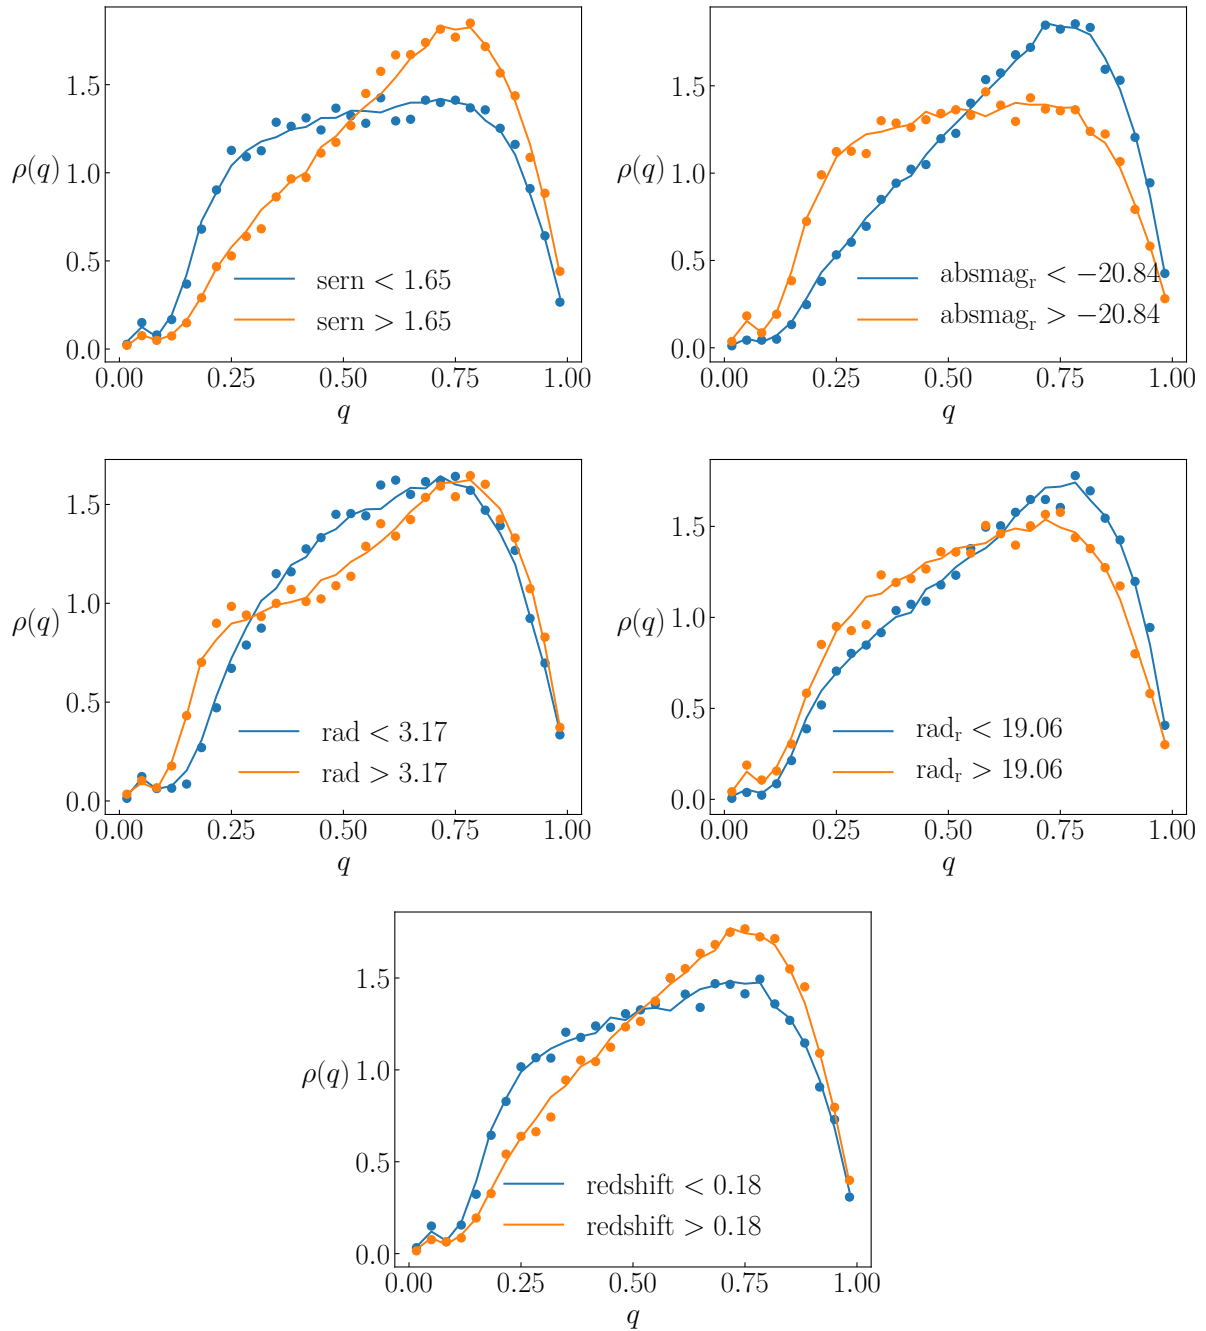 1.5
1.0
0.5
0.0
ρ(q)
sern < 1.65
sern > 1.65
0.00 0.25 0.50 0.75 1.00
q
1.5
1.0
0.5
0.0
ρ(q)
absmag_r < −20.84
absmag_r > −20.84
0.00 0.25 0.50 0.75 1.00
q
1.5
1.0
0.5
0.0
ρ(q)
rad < 3.17
rad > 3.17
0.00 0.25 0.50 0.75 1.00
q
1.5
1.0
0.5
0.0
ρ(q)
rad_r < 19.06
rad_r > 19.06
0.00 0.25 0.50 0.75 1.00
q
1.5
1.0
0.5
0.0
ρ(q)
redshift < 0.18
redshift > 0.18
0.00 0.25 0.50 0.75 1.00
q